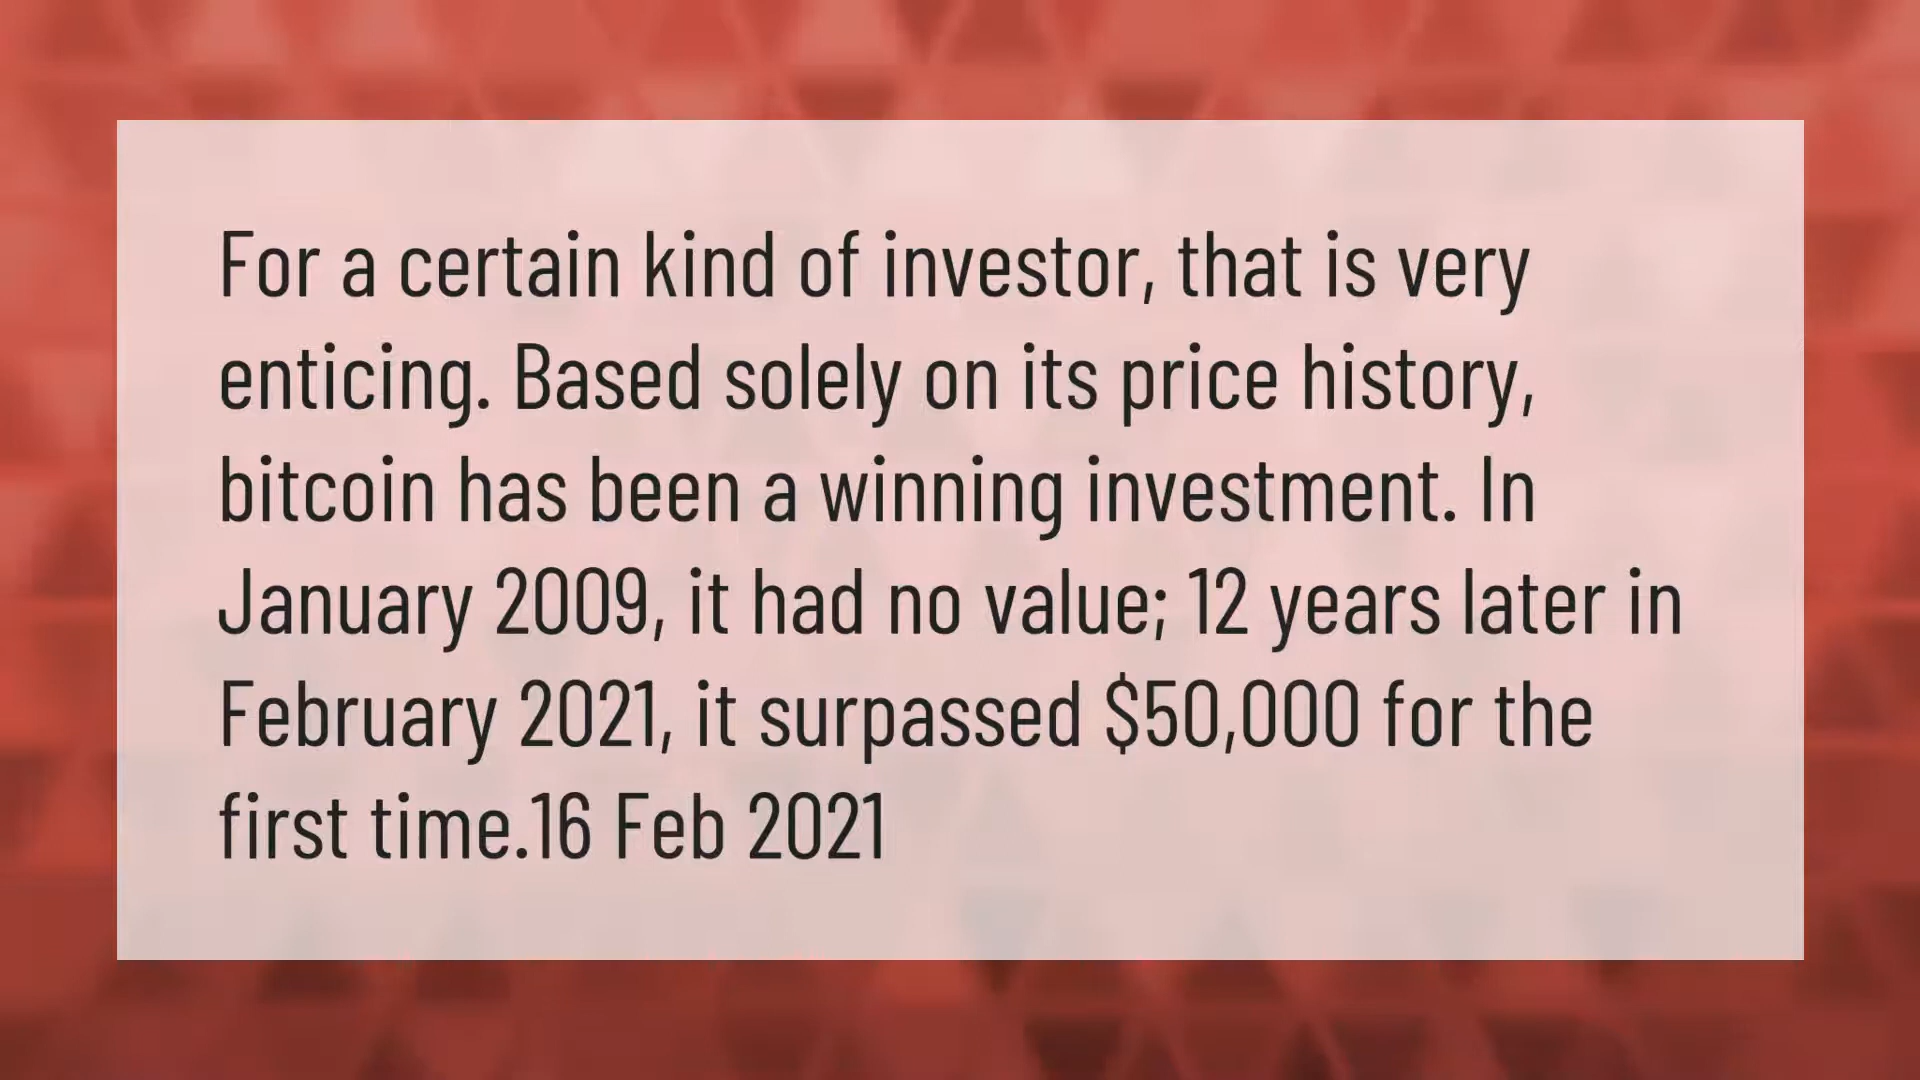 For a certain kind of investor, that is very
enticing. Based solely on its price history,
bitcoin has been a winning investment. In
January 2009, it had no value; 12 years later in
February 2021, it surpassed $50,000 for the
first time.16 Feb 2021